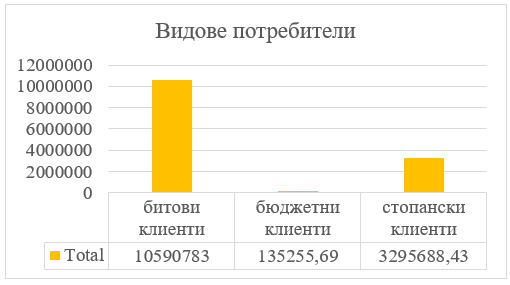 Видове потребители
12000000
10000000
8000000
6000000
4000000
2000000
0
битови клиенти
бюджетни клиенти
стопански клиенти
Total 10590783 135255,69 3295688,43